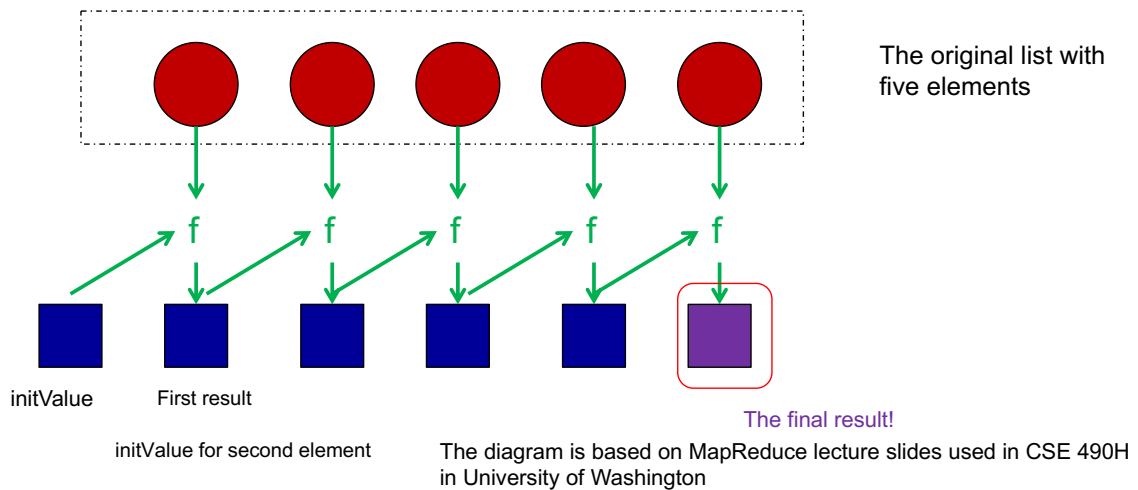 The original list with
five elements
f f f f f
initValue
First result
The final result!
initValue for second element
The diagram is based on MapReduce lecture slides used in CSE 490H
in University of Washington